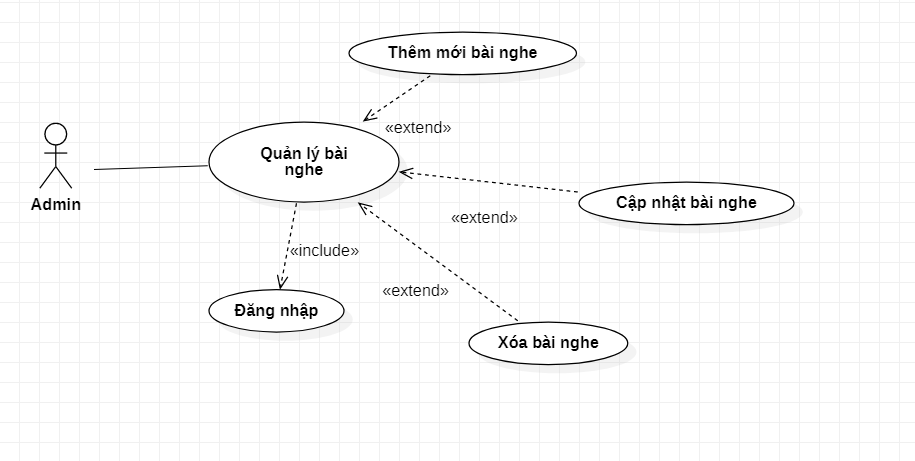 Thêm mới bài nghe
«extend»
Quản lý bài
nghe
Admin
Cập nhật bài nghe
«extend»
«include»
«extend»
Đăng nhập
Xóa bài nghe